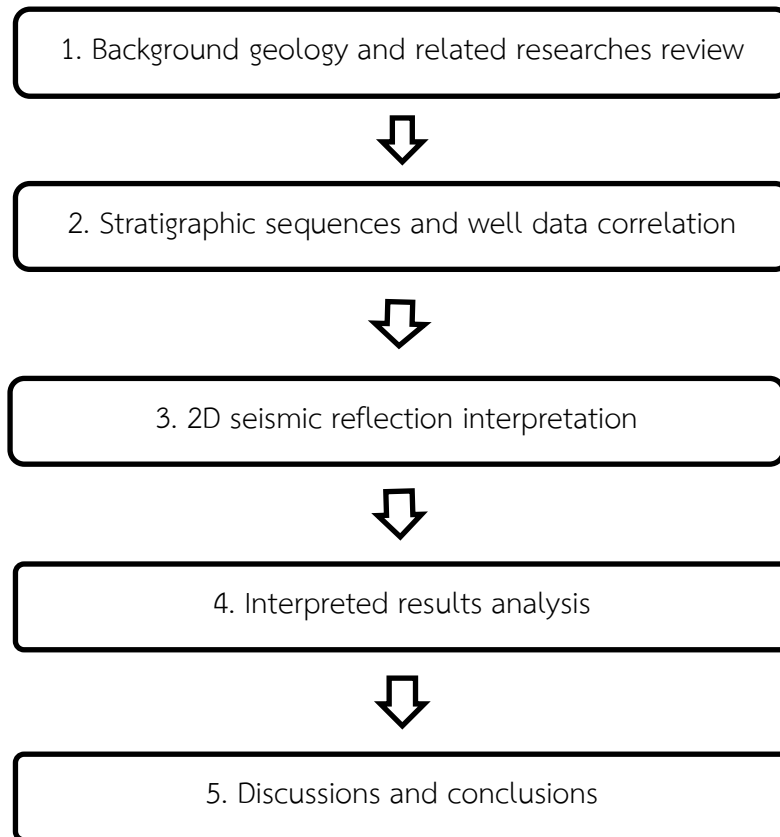 1. Background geology and related researches review
2. Stratigraphic sequences and well data correlation
3. 2D seismic reflection interpretation
4. Interpreted results analysis
5. Discussions and conclusions